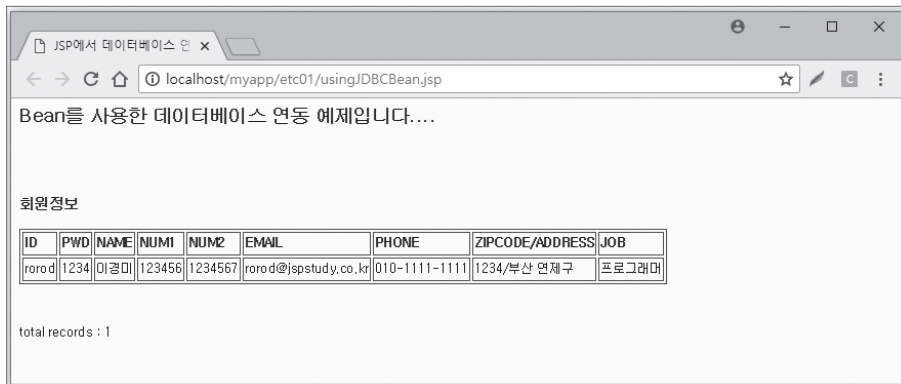 JSP에서 데이터베이스 연
localhost/myapp/etc01/usingJDBCBean.jsp
Bean를 사용한 데이터베이스 연동 예제입니다....
회원정보
ID PWD NAME NUM1 NUM2 EMAIL PHONE ZIPCODE/ADDRESS JOB
rorod 1234 이경미 123456 1234567 rorod@jspstudy.co.kr 010-1111-1111 1234/부산 연제구 프로그래머
total records : 1